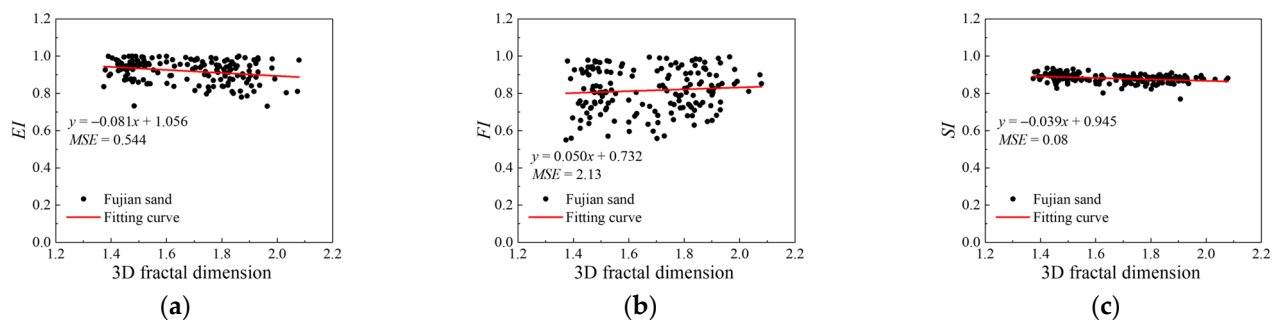 1.2
1.0
0.8
0.6
0.4
0.2
0.0
EI
y = −0.081x + 1.056
MSE = 0.544
Fujian sand
Fitting curve
1.2 1.4 1.6 1.8 2.0 2.2
3D fractal dimension
(a)
1.2
1.0
0.8
0.6
0.4
0.2
0.0
FI
y = 0.050x + 0.732
MSE = 2.13
Fujian sand
Fitting curve
1.2 1.4 1.6 1.8 2.0 2.2
3D fractal dimension
(b)
1.2
1.0
0.8
0.6
0.4
0.2
0.0
SI
y = −0.039x + 0.945
MSE = 0.08
Fujian sand
Fitting curve
1.2 1.4 1.6 1.8 2.0 2.2
3D fractal dimension
(c)